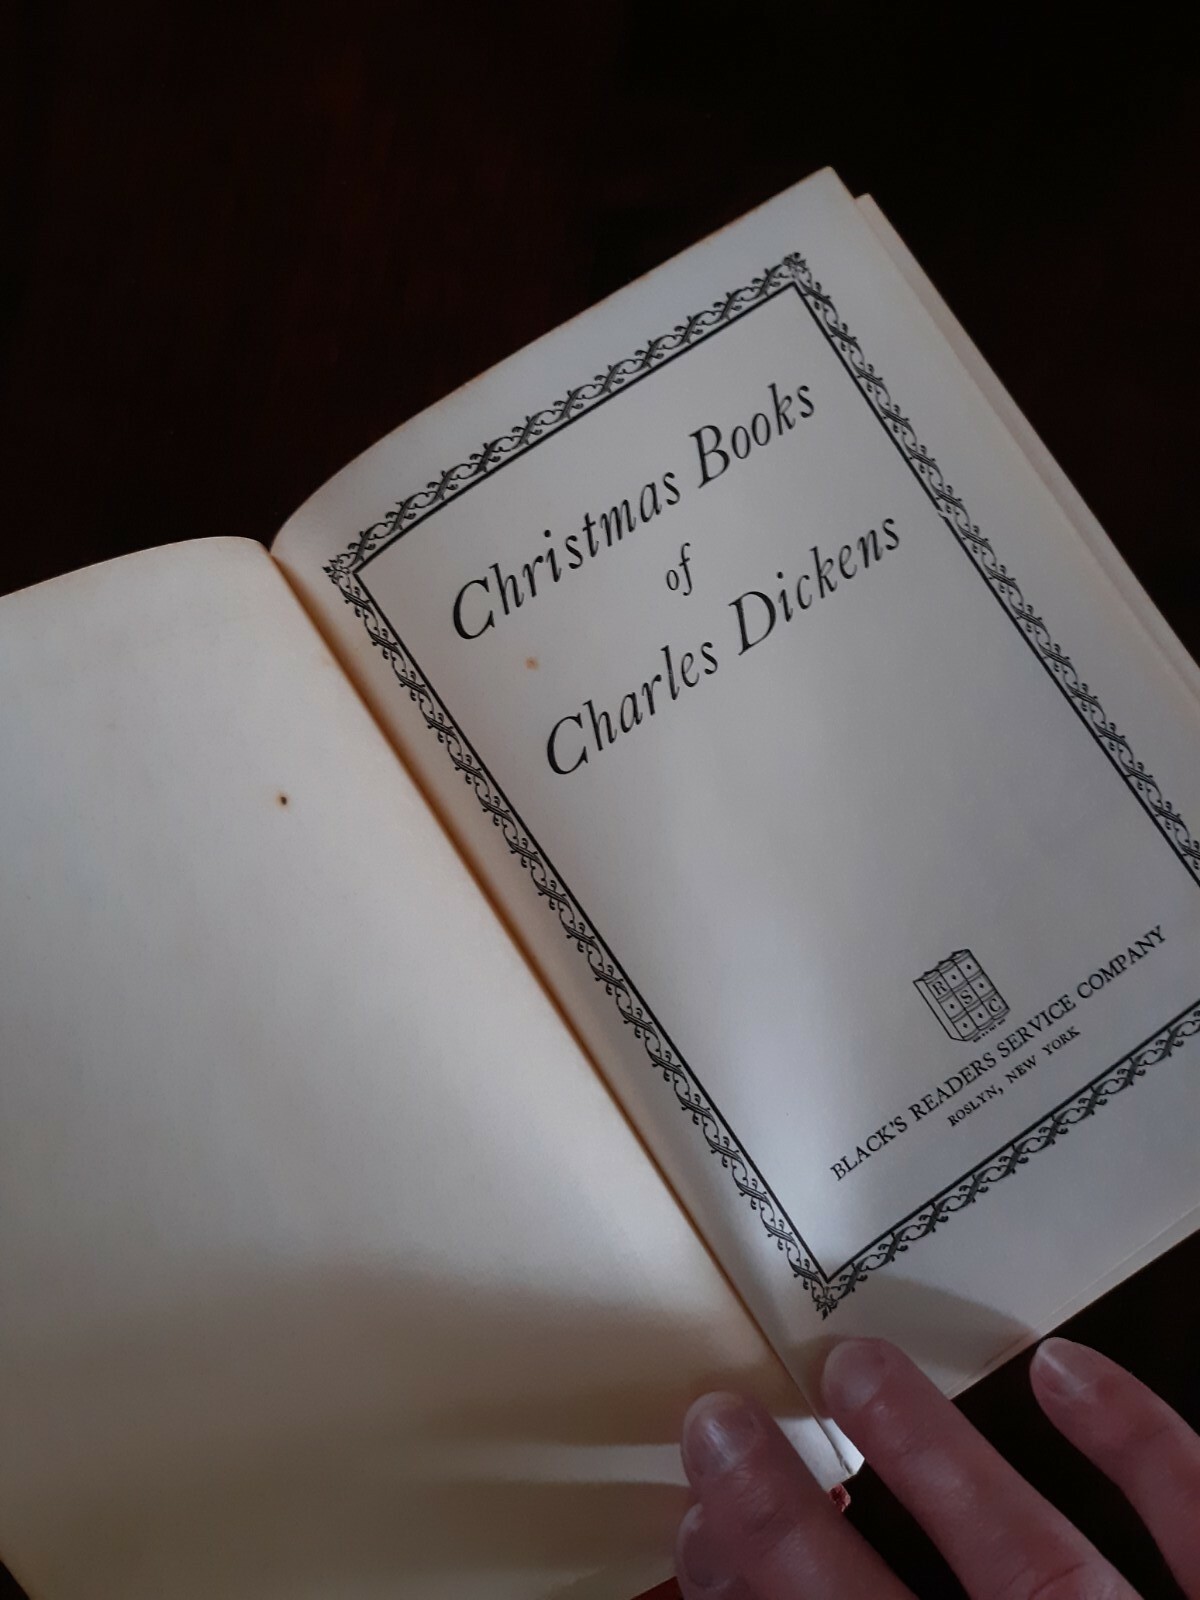 Christmas Books
of
Charles Dickens
R
S
C
BLACK'S READERS SERVICE COMPANY
ROSLYN, NEW YORK